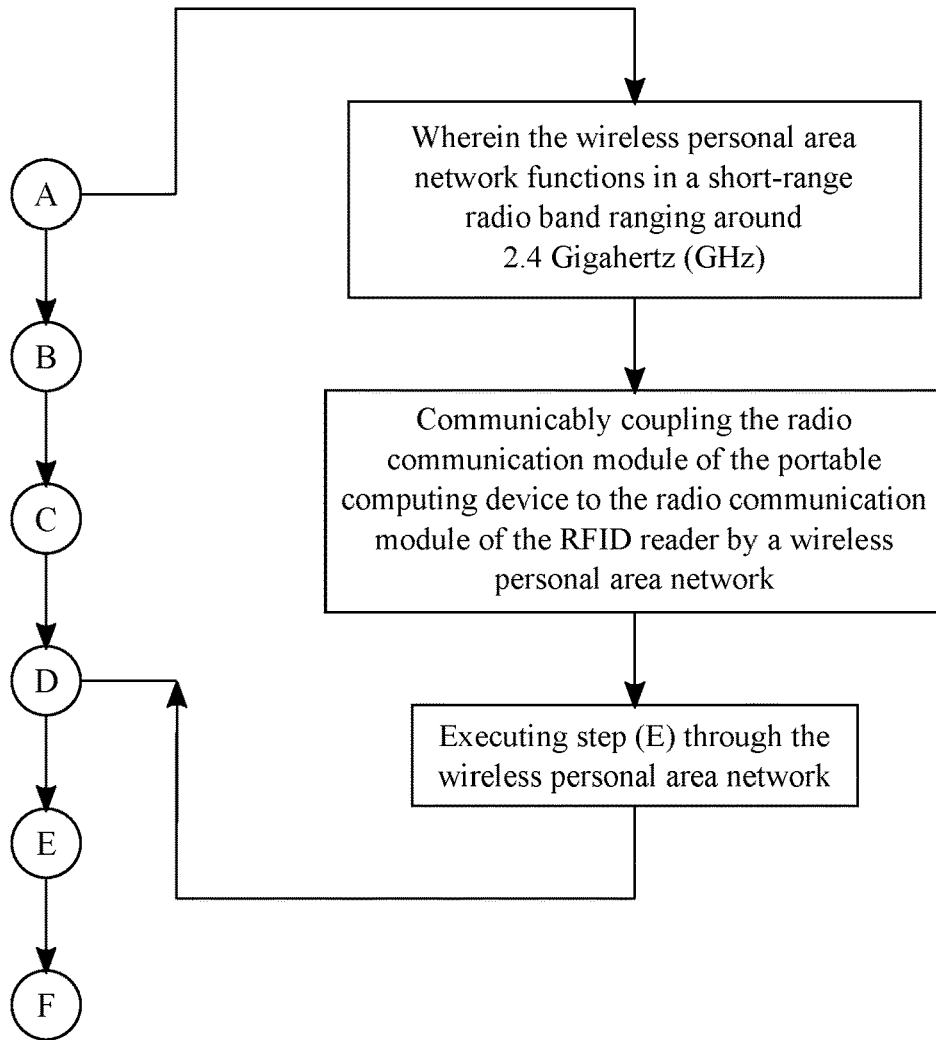 A
B
C
D
E
F
Wherein the wireless personal area
network functions in a short-range
radio band ranging around
2.4 Gigahertz (GHz)
Communicably coupling the radio
communication module of the portable
computing device to the radio communication
module of the RFID reader by a wireless
personal area network
Executing step (E) through the
wireless personal area network